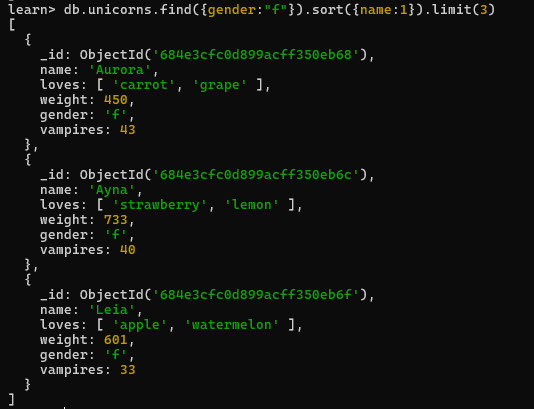 learn> db.unicorns.find({gender:"f"}).sort({name:1}).limit(3)
[
  {
    _id: ObjectId('684e3cfc0d899acff350eb68'),
    name: 'Aurora',
    loves: [ 'carrot', 'grape' ],
    weight: 450,
    gender: 'f',
    vampires: 43
  },
  {
    _id: ObjectId('684e3cfc0d899acff350eb6c'),
    name: 'Ayna',
    loves: [ 'strawberry', 'lemon' ],
    weight: 733,
    gender: 'f',
    vampires: 40
  },
  {
    _id: ObjectId('684e3cfc0d899acff350eb6f'),
    name: 'Leia',
    loves: [ 'apple', 'watermelon' ],
    weight: 601,
    gender: 'f',
    vampires: 33
  }
]